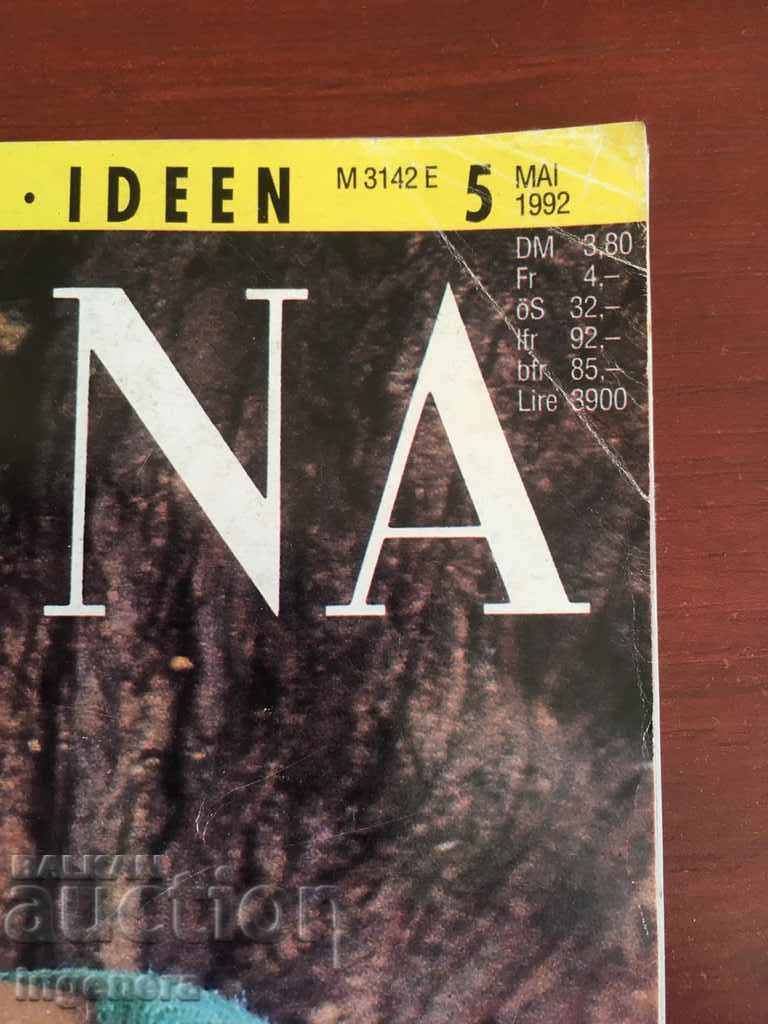 · IDEEN M 3142 E 5 MAI 1992
DM 3,80
Fr 4,–
öS 32,–
lfr 92,–
bfr 85,–
Lire 3900
NA
BALKAN
auction
ingenera